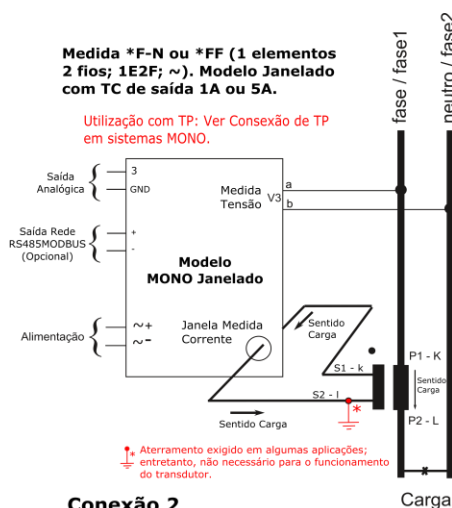 Medida *F-N ou *FF (1 elementos
2 fios; 1E2F; ~). Modelo Janelado
com TC de saída 1A ou 5A.
Utilização com TP: Ver Consexão de TP
em sistemas MONO.
fase / fase1
neutro / fase2
Saída
Analógica
3
GND
Medida
Tensão
V3
a
b
Saída Rede
RS485MODBUS
(Opcional)
+
-
Modelo
MONO Janelado
Alimentação
~+
~-
Janela Medida
Corrente
Sentido
Carga
S1 - k
S2 - l
P1 - K
Sentido
Carga
P2 - L
*
Sentido Carga
* Aterramento exigido em algumas aplicações;
entretanto, não necessário para o funcionamento
do transdutor.
Conexão 2
Carga